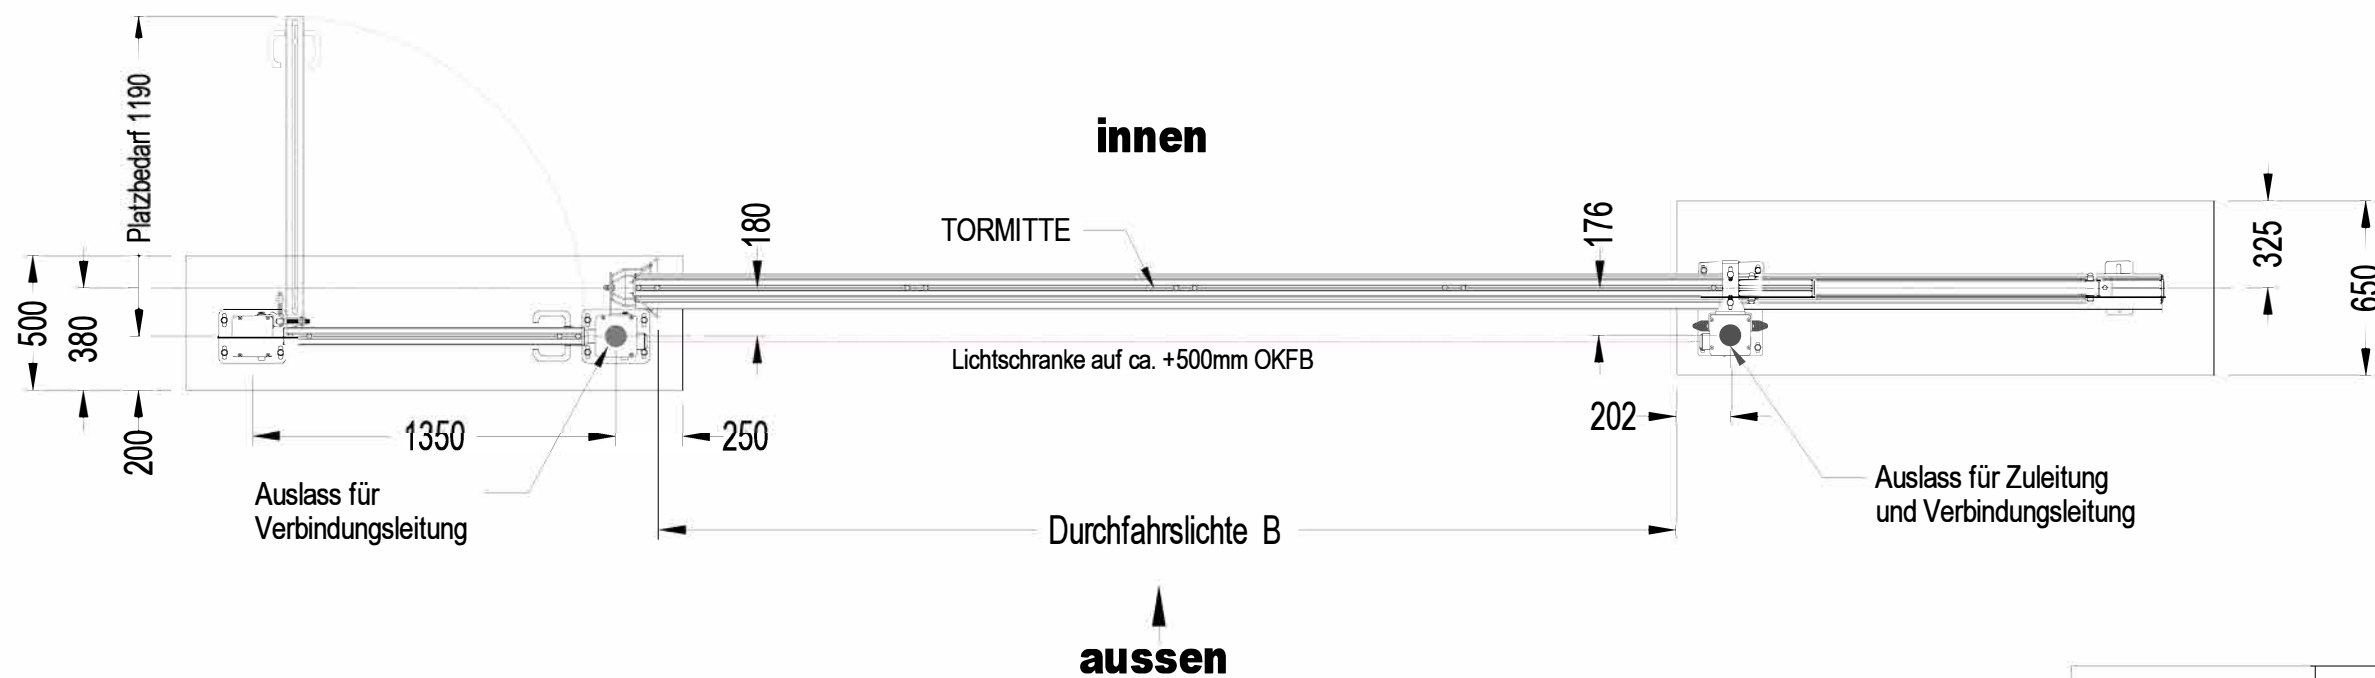 Platzbedarf 1190
innen
TORMITTE
180
176
325
650
500
380
200
Lichtschranke auf ca. +500mm OKFB
1350
250
202
Auslass für
Verbindungsleitung
Auslass für Zuleitung
und Verbindungsleitung
Durchfahrslichte B
aussen